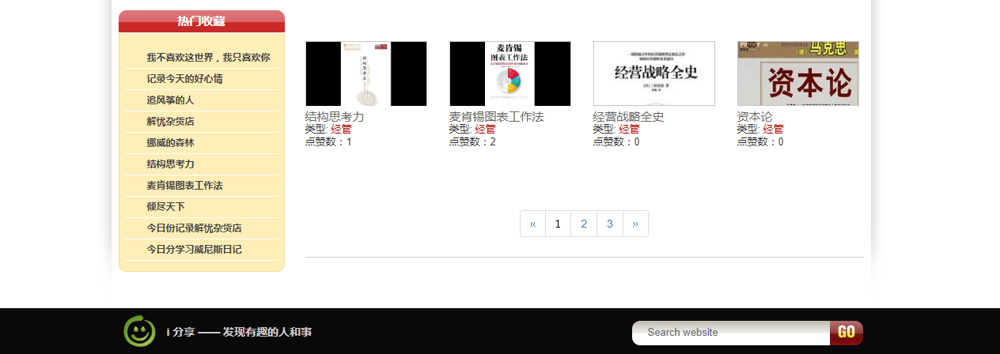 热门收藏
我不喜欢这世界，我只喜欢你
记录今天的好心情
追风筝的人
解忧杂货店
挪威的森林
结构思考力
麦肯锡图表工作法
倾尽天下
今日份记录解忧杂货店
今日分学习威尼斯日记
结构思考力
麦肯锡
图表工作法
经营战略全史
马克思
资本论
结构思考力
类型: 经管
点赞数：1
麦肯锡图表工作法
类型: 经管
点赞数：2
经营战略全史
类型: 经管
点赞数：0
资本论
类型: 经管
点赞数：0
« 1 2 3 »
i 分享 —— 发现有趣的人和事
Search website
GO